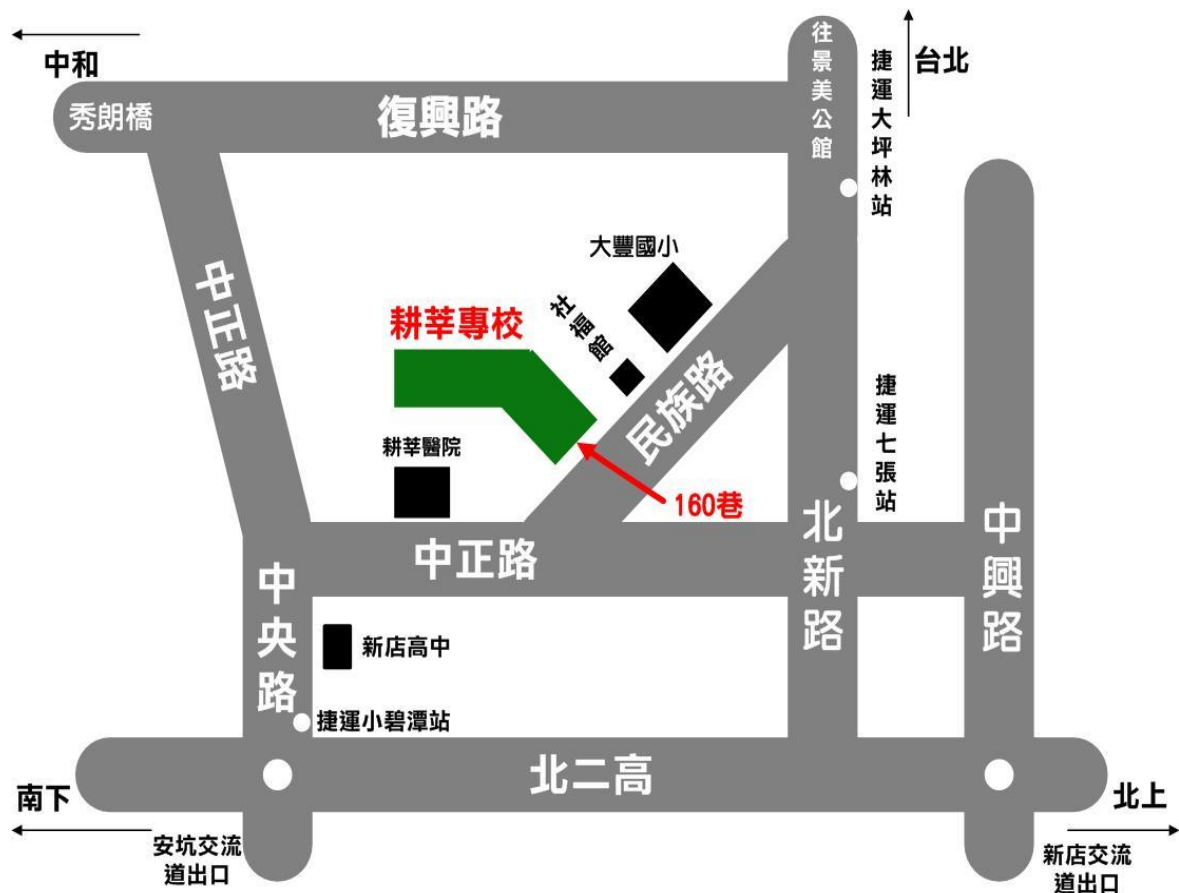 中和
秀朗橋
復興路
往景美公館
捷運大坪林站
台北
中正路
大豐國小
社福館
耕莘專校
民族路
耕莘醫院
捷運七張站
160巷
中正路
北新路
中興路
中央路
新店高中
捷運小碧潭站
北二高
南下
北上
安坑交流
道出口
新店交流
道出口